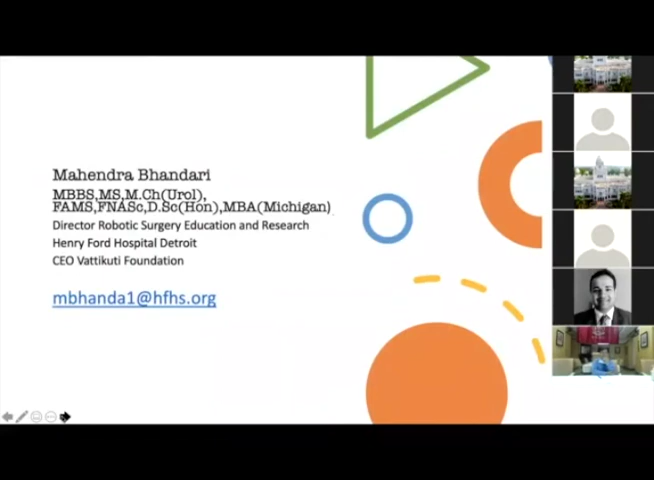 Mahendra Bhandari
MBBS,MS,M.Ch(Urol),
FAMS,FNASc,D.Sc(Hon),MBA(Michigan)
Director Robotic Surgery Education and Research
Henry Ford Hospital Detroit
CEO Vattikuti Foundation
mbhanda1@hfhs.org